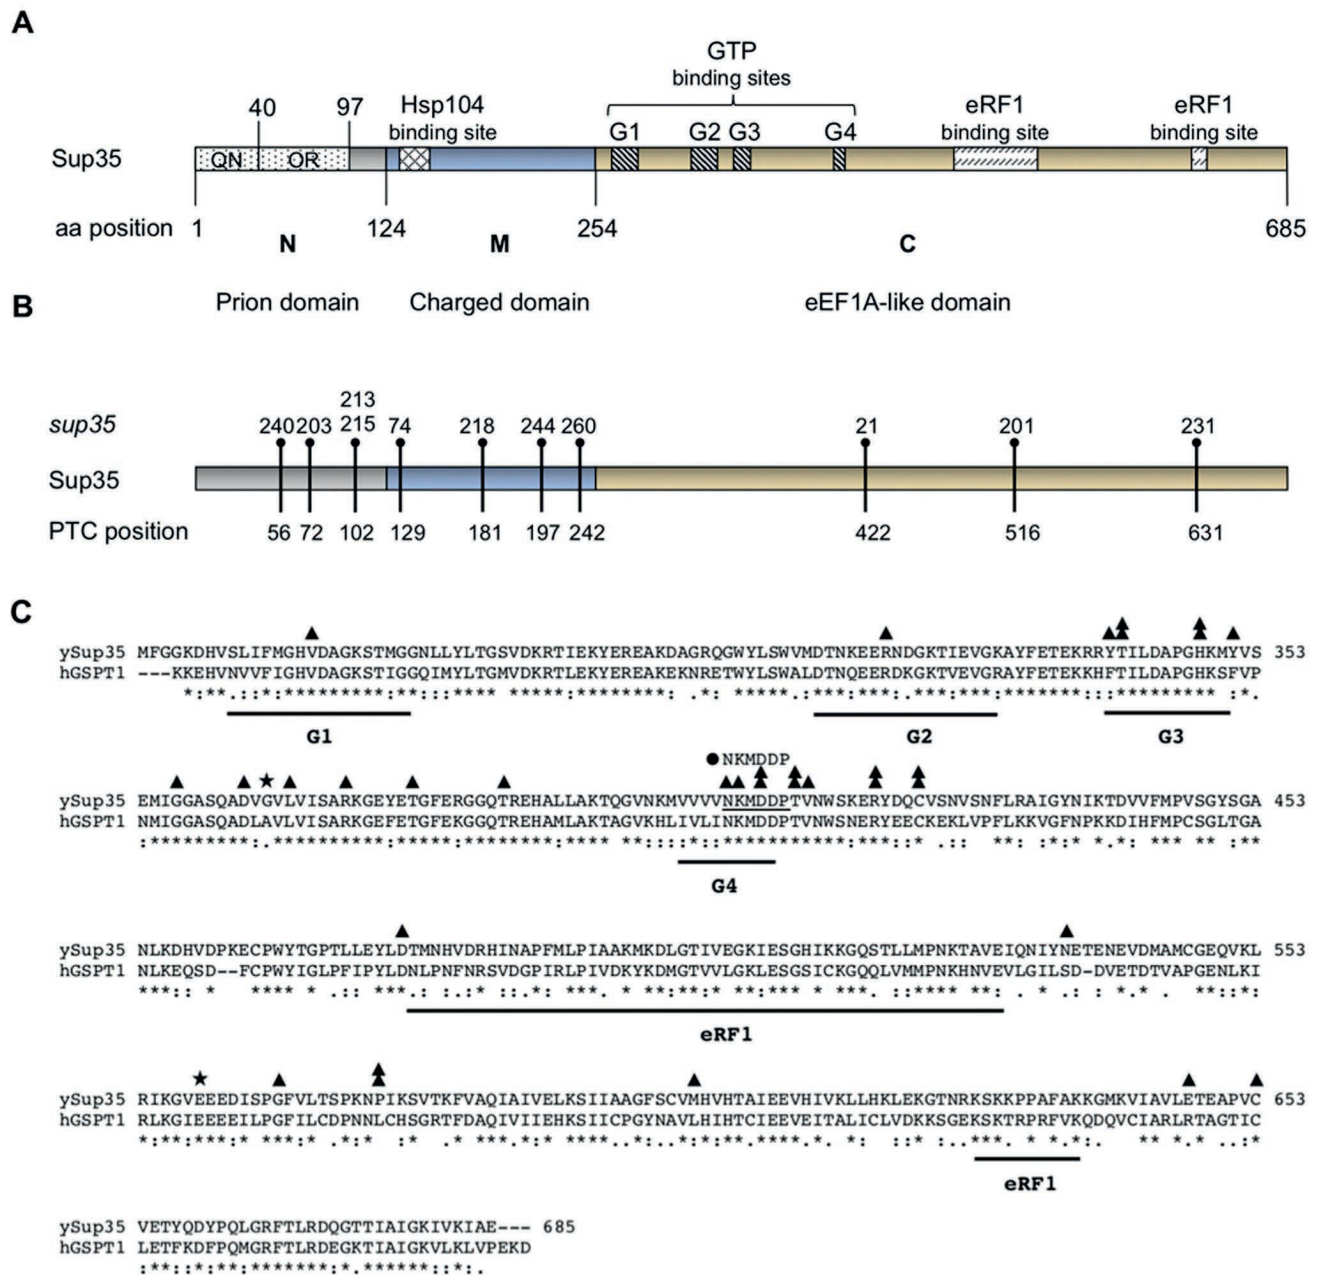 A
GTP
binding sites
40 97 Hsp104 eRF1 eRF1
binding site G1 G2 G3 G4 binding site binding site
Sup35 QN OR
aa position 1 124 254 685
N M C
Prion domain Charged domain eEF1A-like domain
B
213
sup35 240 203 215 74 218 244 260 21 201 231
Sup35
PTC position 56 72 102 129 181 197 242 422 516 631
C
ySup35 MFGGKDHVSLIFMGHVDAGKSTMGGNLLYLTGSVDKRTIEKYEREAKDAGRQGWYLSWVMDTNKEERNDGKTIEVGKAYFETEKRRYTILDAPGHKMYVS 353
hGSPT1 ---KKEHVNVVFIGHVDAGKSTIGGQIMYLTGMVDKRTLEKYEREAKEKNRETWYLSWALDTNQEERDKGKTVEVGRAYFETEKKHFTILDAPGHKSFVP
*:**.::*:********:**::::**** *****:********: .*: *****.:***:***:.***:***:*********:::********* :*.
G1 G2 G3
●NKMDDP
ySup35 EMIGGASQADVGVLVISARKGEYETGFERGGQTREHALLAKTQGVNKMVVVVNKMDDPTVNWSKERYDQCVSNVSNFLRAIGYNIKTDVVFMPVSGYSGA 453
hGSPT1 NMIGGASQADLAVLVISARKGEFETGFEKGGQTREHAMLAKTAGVKHLIVLINKMDDPTVNWSNERYEECKEKLVPFLKKVGFNPKKDIHFMPCSGLTGA
:*********:.**********:*****:********:**** **::::*::***********:***::* .:: **: :*:* *.*: *** ** :**
G4
ySup35 NLKDHVDPKECPWYTGPTLLEYLDTMNHVDRHINAPFMLPIAAKMKDLGTIVEGKIESGHIKKGQSTLLMPNKTAVEIQNIYNETENEVDMAMCGEQVKL 553
hGSPT1 NLKEQSD--FCPWYIGLPFIPYLDNLPNFNRSVDGPIRLPIVDKYKDMGTVVLGKLESGSICKGQQLVMMPNKHNVEVLGILSD-DVETDTVAPGENLKI
***:: * **** * .:: ***.: :.:* ::.*: ***. * **:**:* **:*** * ***. ::**** **: . * .: : *.* . **::*:
eRF1
ySup35 RIKGVEEEDISPGFVLTSPKNPIKSVTKFVAQIAIVELKSIIAAGFSCVMHVHTAIEEVHIVKLLHKLEKGTNRKSKKPPAFAKKGMKVIAVLETEAPVC 653
hGSPT1 RLKGIEEEEILPGFILCDPNNLCHSGRTFDAQIVIIEHKSIICPGYNAVLHIHTCIEEVEITALICLVDKKSGEKSKTRPRFVKQDQVCIARLRTAGTIC
*:**:***:* ***:* .*:* :* .* ***.*:* ****..*:..*:*:**.****.*. *: ::* : ..***. * *.*:. ** *.* ..:*
eRF1
ySup35 VETYQDYPQLGRFTLRDQGTTIAIGKIVKIAE--- 685
hGSPT1 LETFKDFPQMGRFTLRDEGKTIAIGKVLKLVPEKD
:**::*:**:*******:*.******::*:.